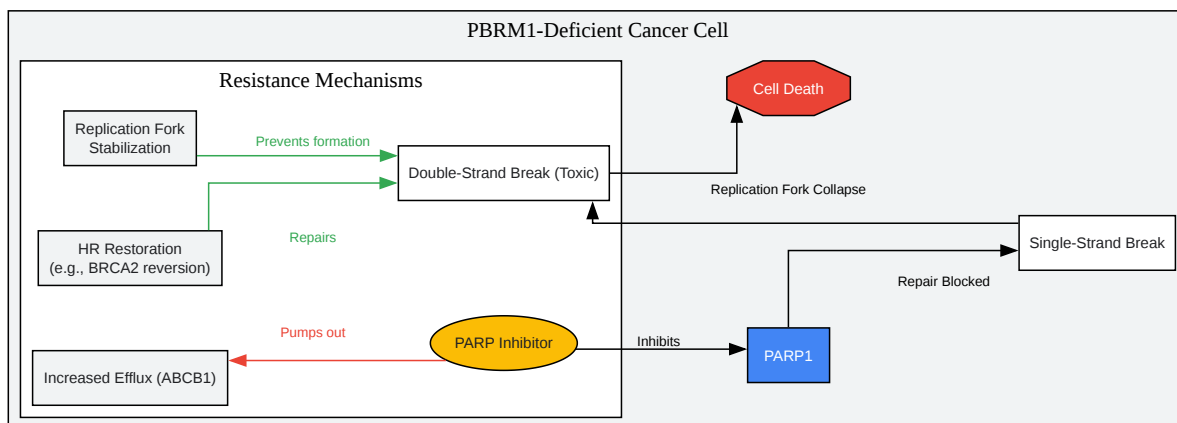 PBRM1-Deficient Cancer Cell
Resistance Mechanisms
Cell Death
Replication Fork
Stabilization
Prevents formation
Double-Strand Break (Toxic)
Replication Fork Collapse
HR Restoration
(e.g., BRCA2 reversion)
Repairs
Single-Strand Break
Repair Blocked
Pumps out
PARP Inhibitor
Inhibits
PARP1
Increased Efflux (ABCB1)